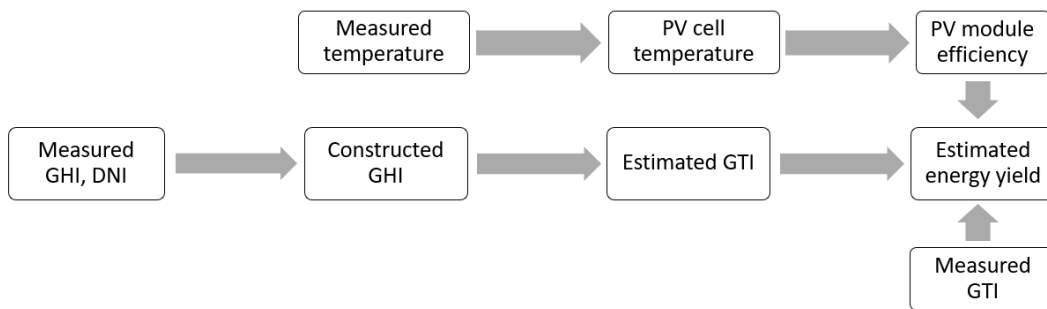 Measured
temperature
PV cell
temperature
PV module
efficiency
Measured
GHI, DNI
Constructed
GHI
Estimated GTI
Estimated
energy yield
Measured
GTI